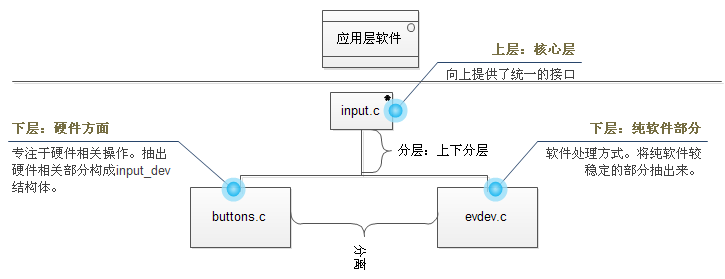 应用层软件
上层：核心层
向上提供了统一的接口
input.c
下层：硬件方面
专注于硬件相关操作。抽出
硬件相关部分构成input_dev
结构体。
分层：上下分层
下层：纯软件部分
软件处理方式。将纯软件较
稳定的部分抽出来。
buttons.c
evdev.c
分离